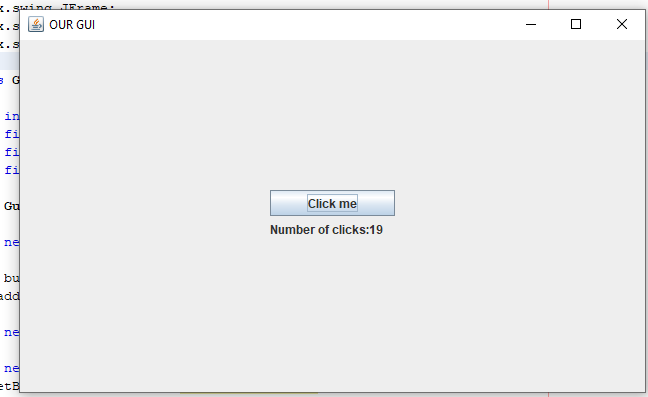 x.swing.JFrame;
OUR GUI
x.s
x.s
s G
in
fi
fi
fi
Gu
Click me
Number of clicks:19
ne
bu
add
ne
ne
etB